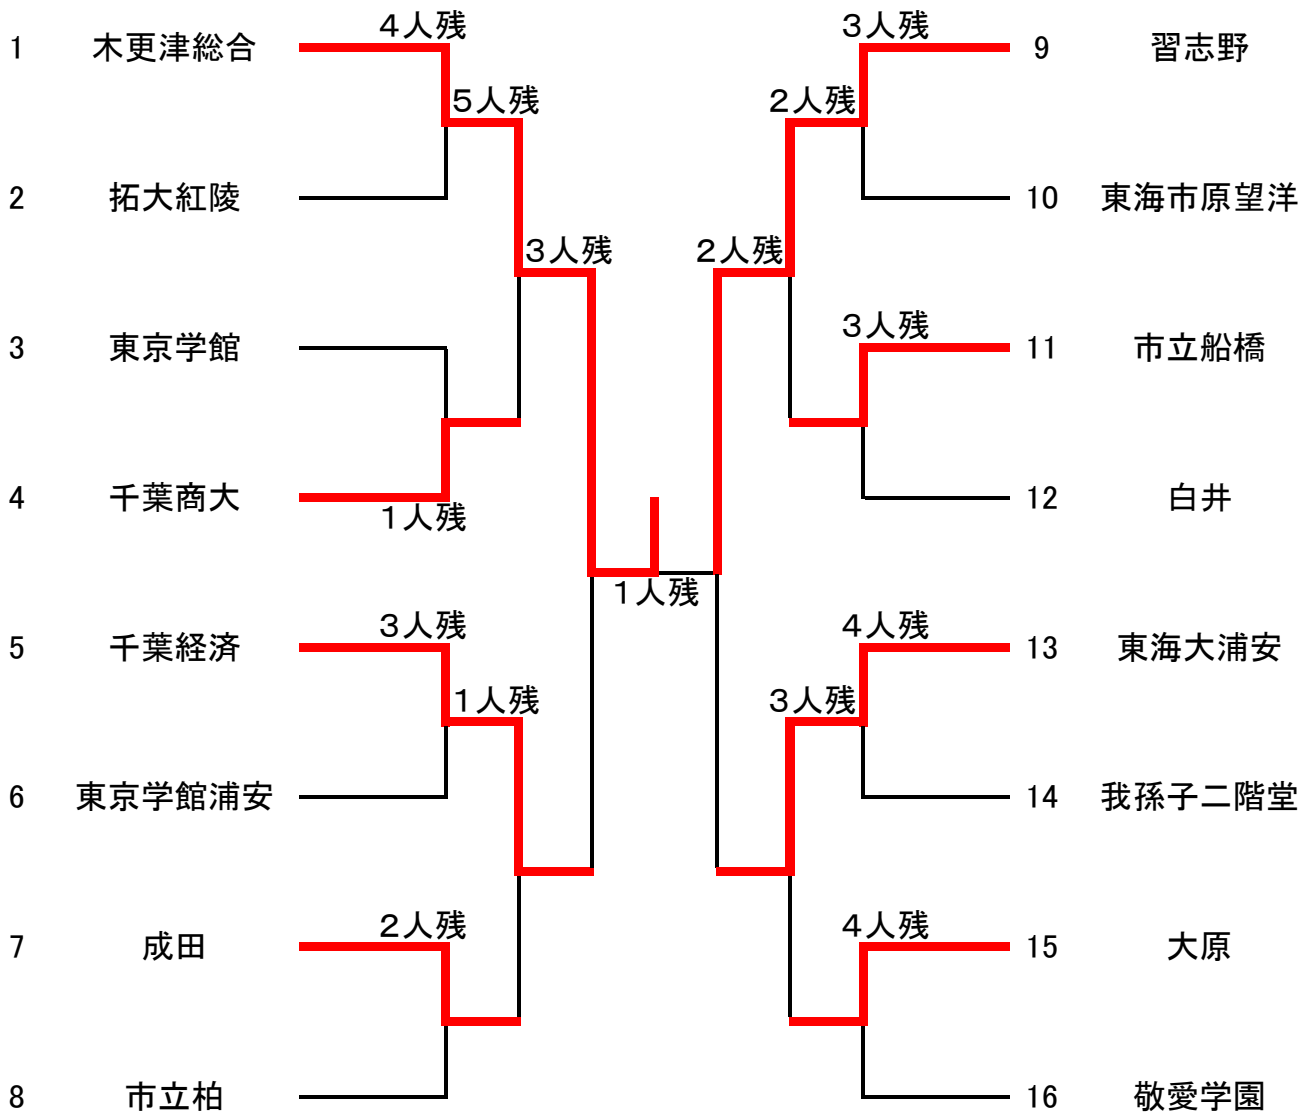 ４人残
３人残
1 木更津総合
9 習志野
５人残
２人残
2 拓大紅陵
10 東海市原望洋
３人残
２人残
3 東京学館
３人残
11 市立船橋
4 千葉商大
１人残
12 白井
１人残
３人残
４人残
5 千葉経済
13 東海大浦安
１人残
３人残
6 東京学館浦安
14 我孫子二階堂
２人残
４人残
7 成田
15 大原
8 市立柏
16 敬愛学園